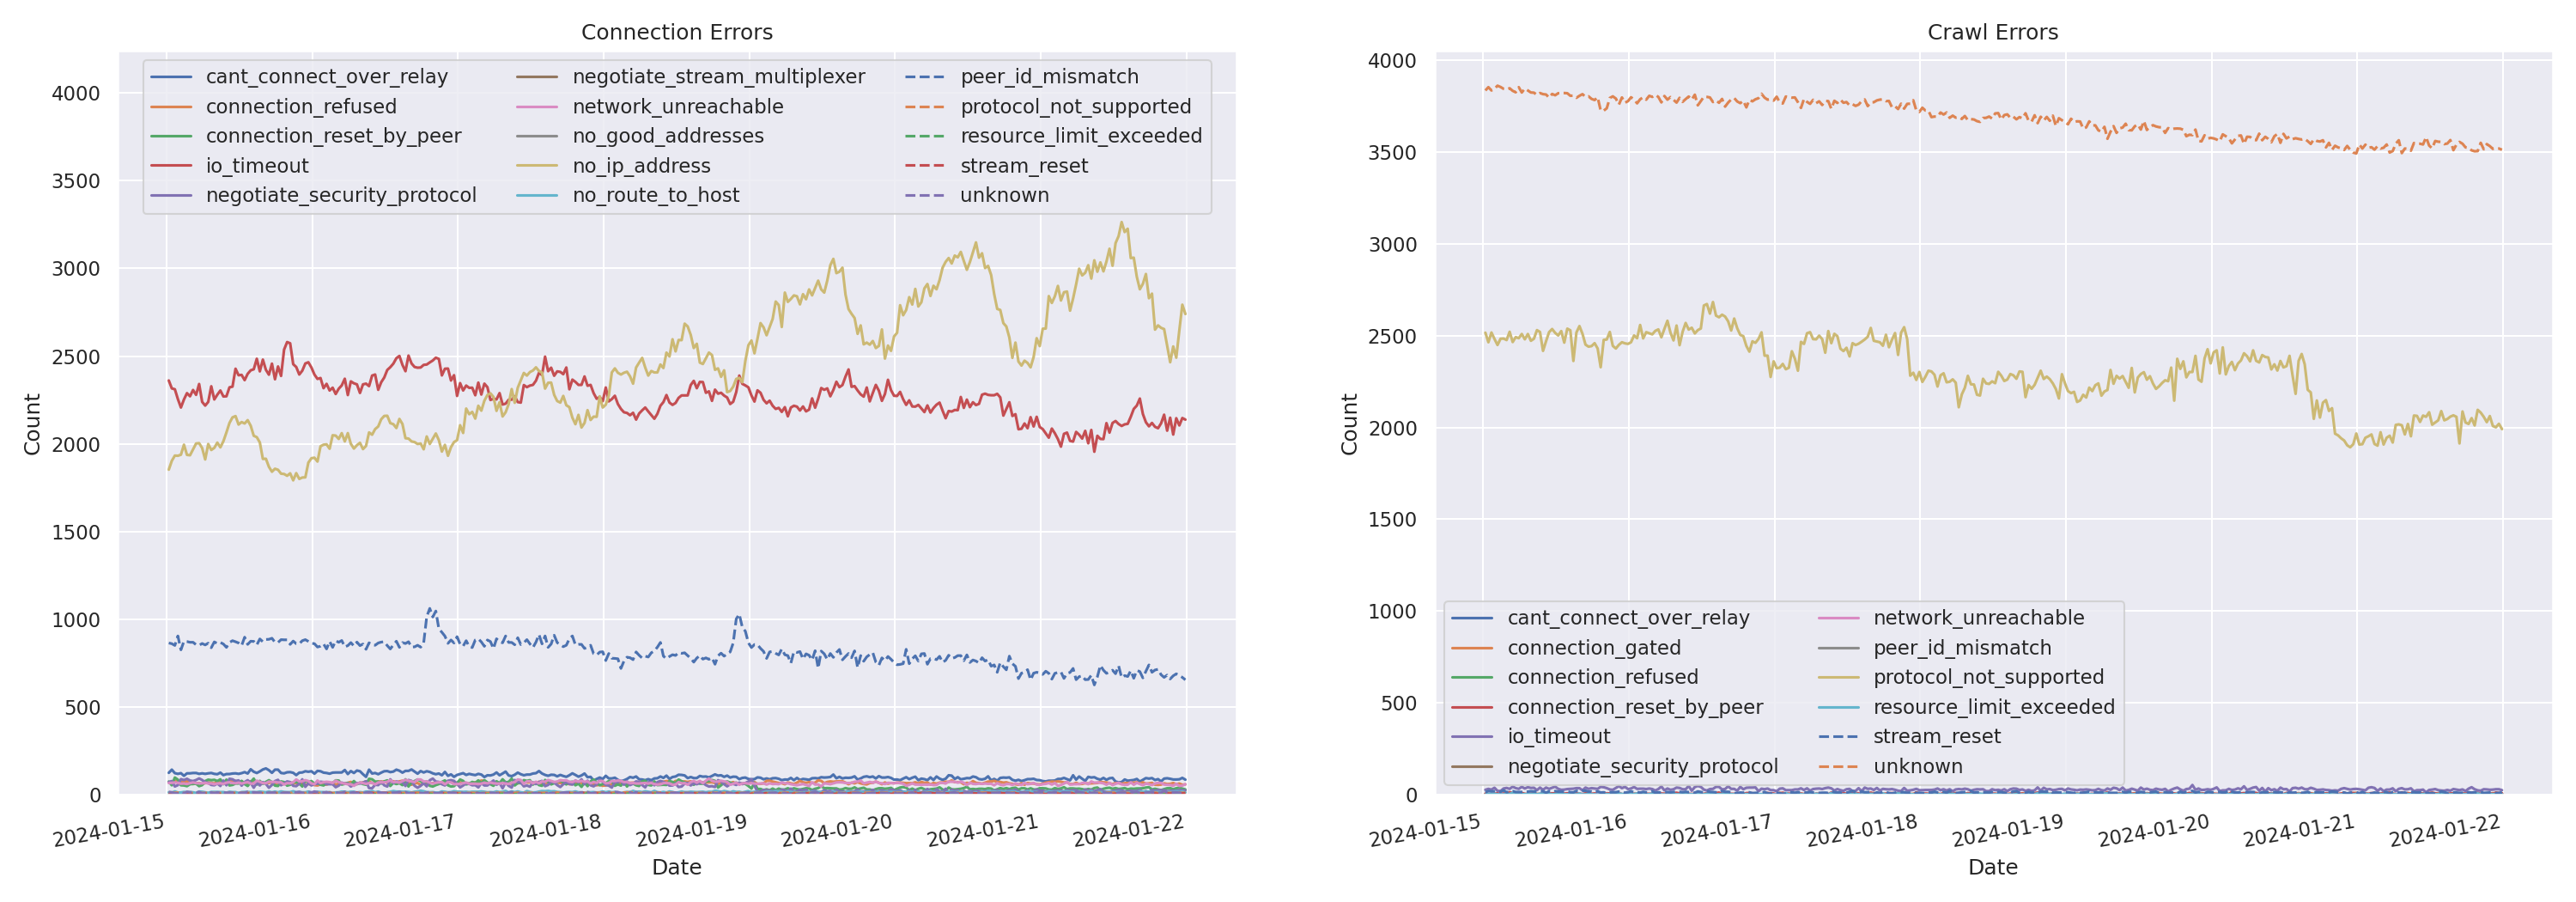 Connection Errors
cant_connect_over_relay
connection_refused
connection_reset_by_peer
io_timeout
negotiate_security_protocol
negotiate_stream_multiplexer
network_unreachable
no_good_addresses
no_ip_address
no_route_to_host
peer_id_mismatch
protocol_not_supported
resource_limit_exceeded
stream_reset
unknown
Count
4000
3500
3000
2500
2000
1500
1000
500
0
2024-01-15
2024-01-16
2024-01-17
2024-01-18
2024-01-19
2024-01-20
2024-01-21
2024-01-22
Date
Crawl Errors
Count
4000
3500
3000
2500
2000
1500
1000
500
0
cant_connect_over_relay
connection_gated
connection_refused
connection_reset_by_peer
io_timeout
negotiate_security_protocol
network_unreachable
peer_id_mismatch
protocol_not_supported
resource_limit_exceeded
stream_reset
unknown
2024-01-15
2024-01-16
2024-01-17
2024-01-18
2024-01-19
2024-01-20
2024-01-21
2024-01-22
Date